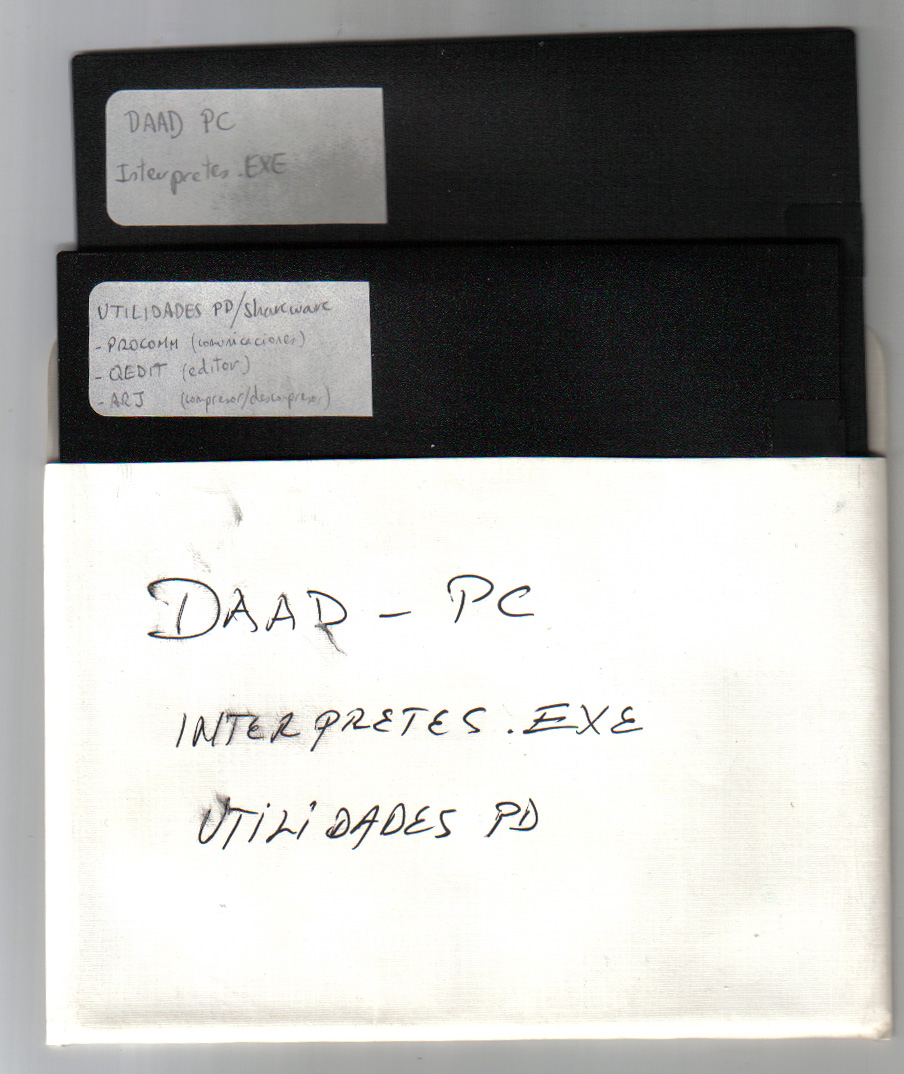 DAAD PC
Interpretes.EXE
UTILIDADES PD/Shareware
- PROCOMM (comunicaciones)
- QEDIT (editor)
- ARJ (compresor/descompresor)
DAAD - PC
INTERPRETES.EXE
UTILIDADES PD